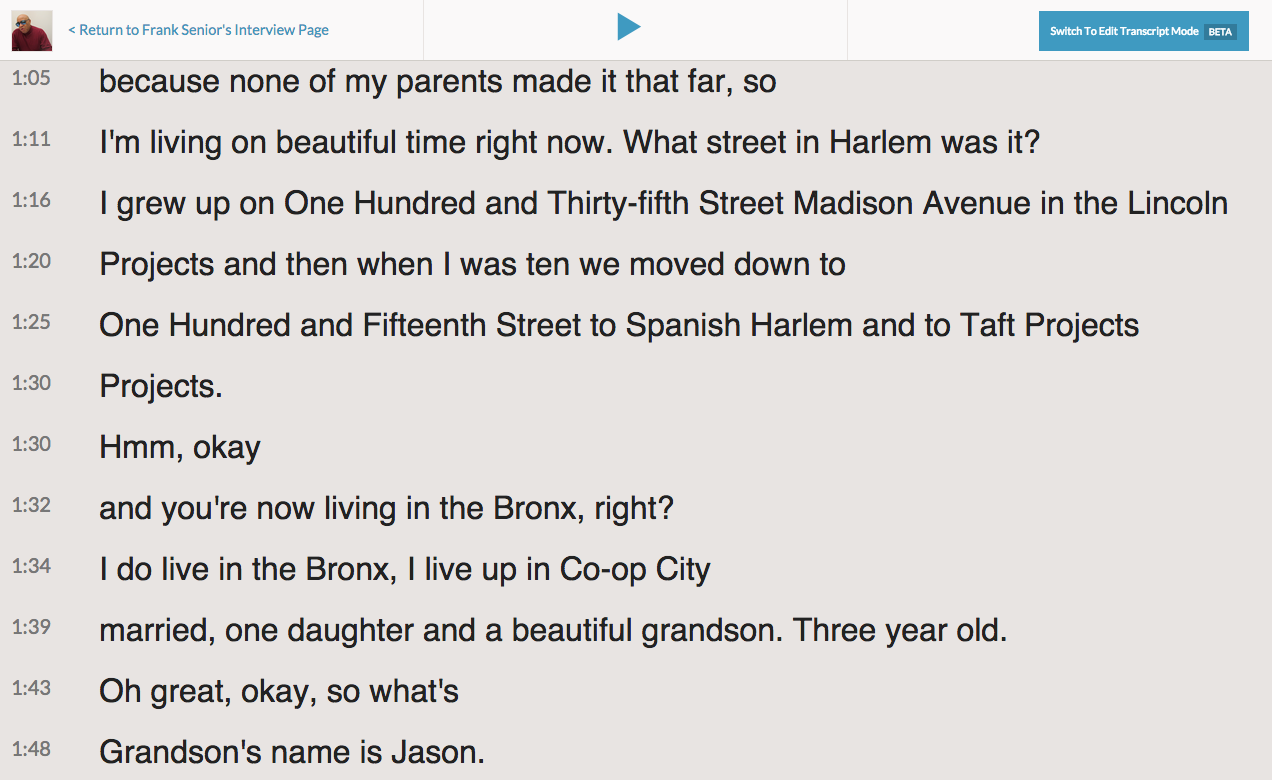 < Return to Frank Senior's Interview Page
Switch To Edit Transcript Mode BETA
1:05 because none of my parents made it that far, so
1:11 I'm living on beautiful time right now. What street in Harlem was it?
1:16 I grew up on One Hundred and Thirty-fifth Street Madison Avenue in the Lincoln
1:20 Projects and then when I was ten we moved down to
1:25 One Hundred and Fifteenth Street to Spanish Harlem and to Taft Projects
1:30 Projects.
1:30 Hmm, okay
1:32 and you're now living in the Bronx, right?
1:34 I do live in the Bronx, I live up in Co-op City
1:39 married, one daughter and a beautiful grandson. Three year old.
1:43 Oh great, okay, so what's
1:48 Grandson's name is Jason.